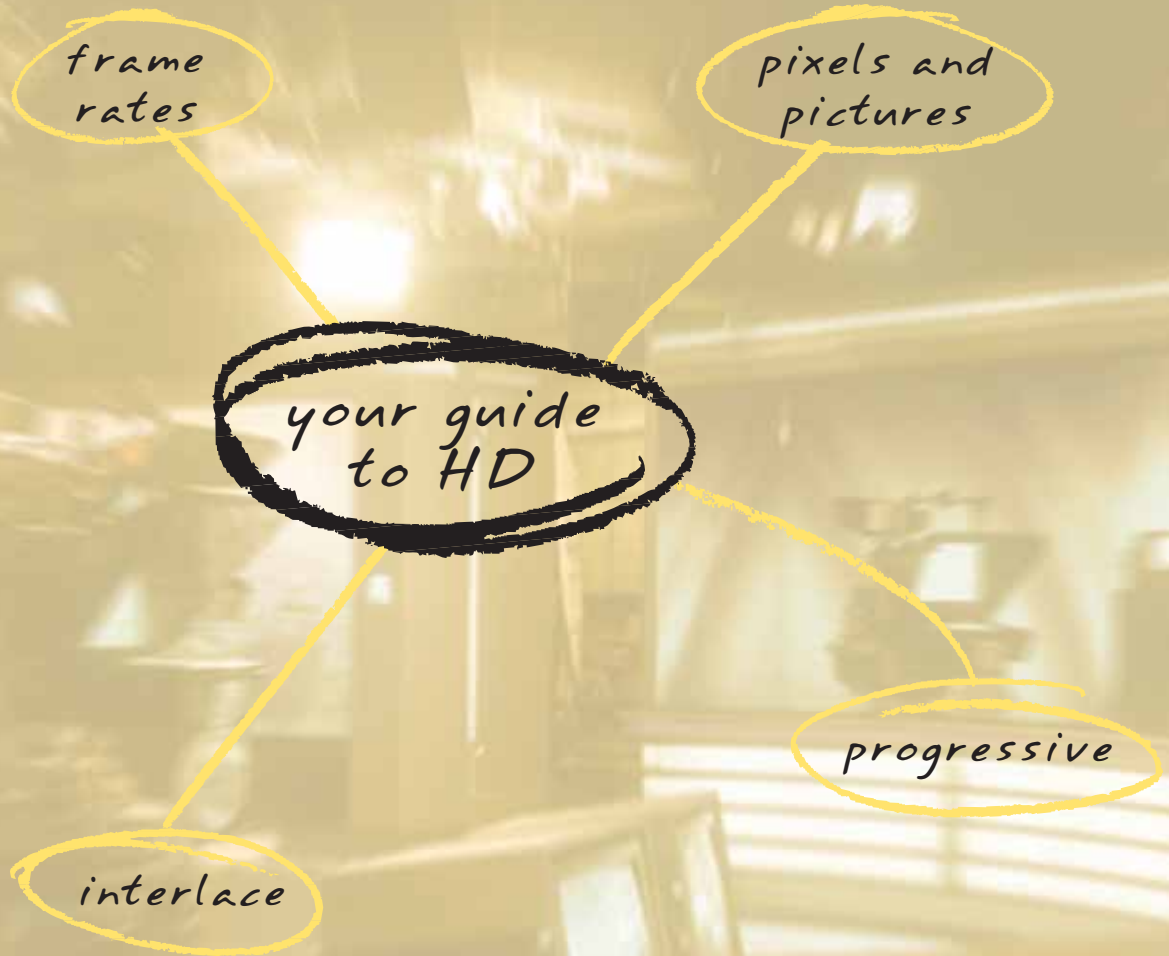 frame
rates
pixels and
pictures
your guide
to HD
progressive
interlace